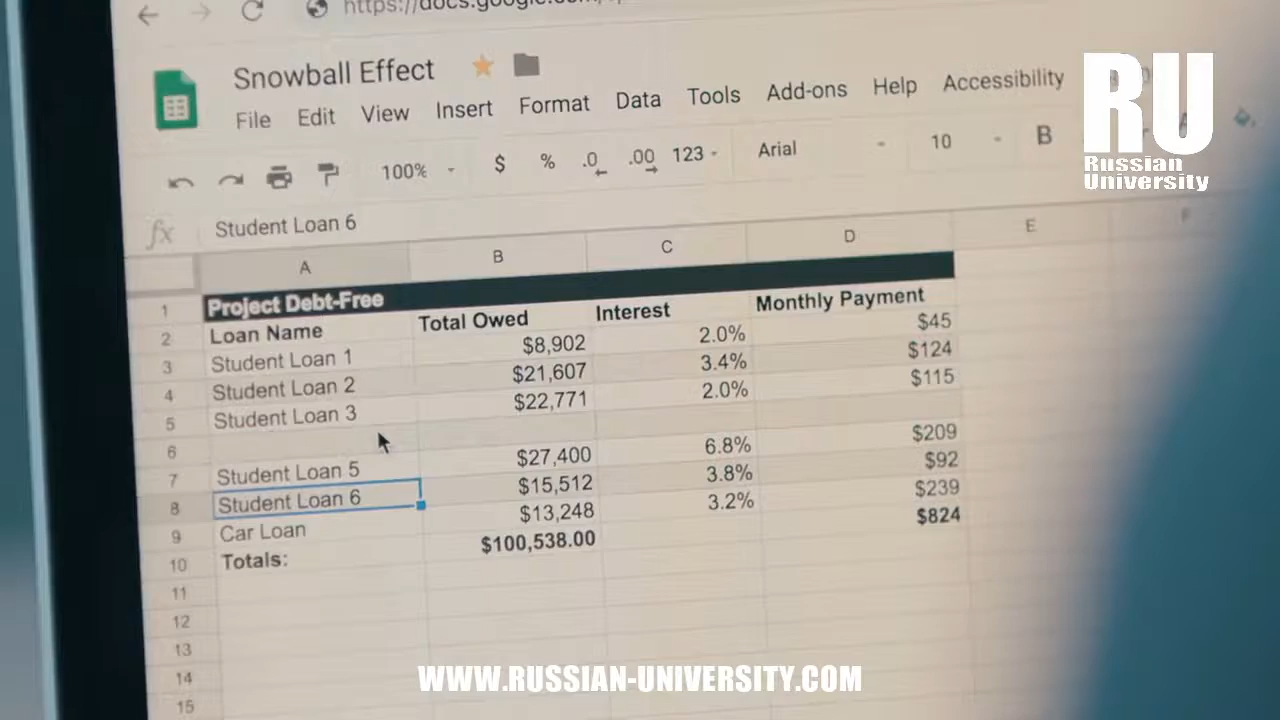 https://docs.google.com/
Snowball Effect
File Edit View Insert Format Data Tools Add-ons Help Accessibility
100% $ % .0 .00 123 Arial 10 B
fx Student Loan 6
A B C D E F
1 Project Debt-Free
2 Loan Name Total Owed Interest Monthly Payment
3 Student Loan 1 $8,902 2.0% $45
4 Student Loan 2 $21,607 3.4% $124
5 Student Loan 3 $22,771 2.0% $115
6
7 Student Loan 5 $27,400 6.8% $209
8 Student Loan 6 $15,512 3.8% $92
9 Car Loan $13,248 3.2% $239
10 Totals: $100,538.00 $824
11
12
13
14
15
RU
Russian
University
WWW.RUSSIAN-UNIVERSITY.COM